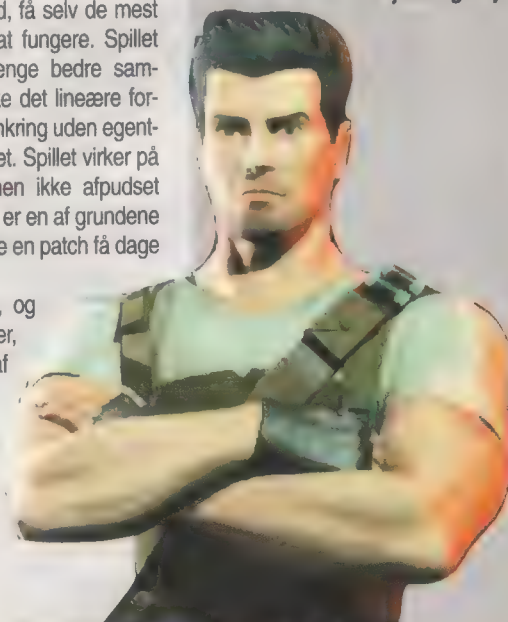 d, få selv de mest
at fungere. Spillet
enge bedre sam-
e det lineære for-
nkring uden egent-
et. Spillet virker på
nen ikke afpudset
er en af grundene
e en patch få dage
, og
er,
af